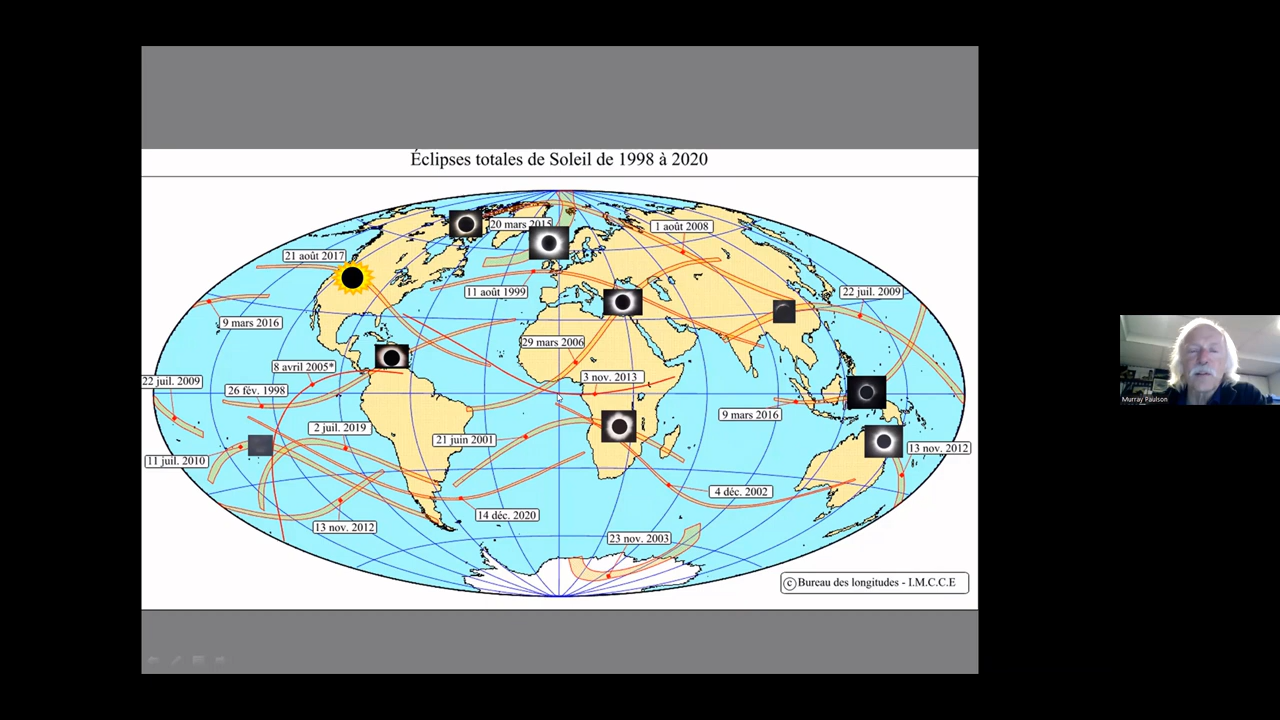 Éclipses totales de Soleil de 1998 à 2020
20 mars 2015
1 août 2008
21 août 2017
11 août 1999
22 juil. 2009
9 mars 2016
29 mars 2006
8 avril 2005*
3 nov. 2013
22 juil. 2009
26 fév. 1998
9 mars 2016
2 juil. 2019
21 juin 2001
13 nov. 2012
11 juil. 2010
4 déc. 2002
14 déc. 2020
13 nov. 2012
23 nov. 2003
c Bureau des longitudes - I.M.C.C.E
Murray Paulson